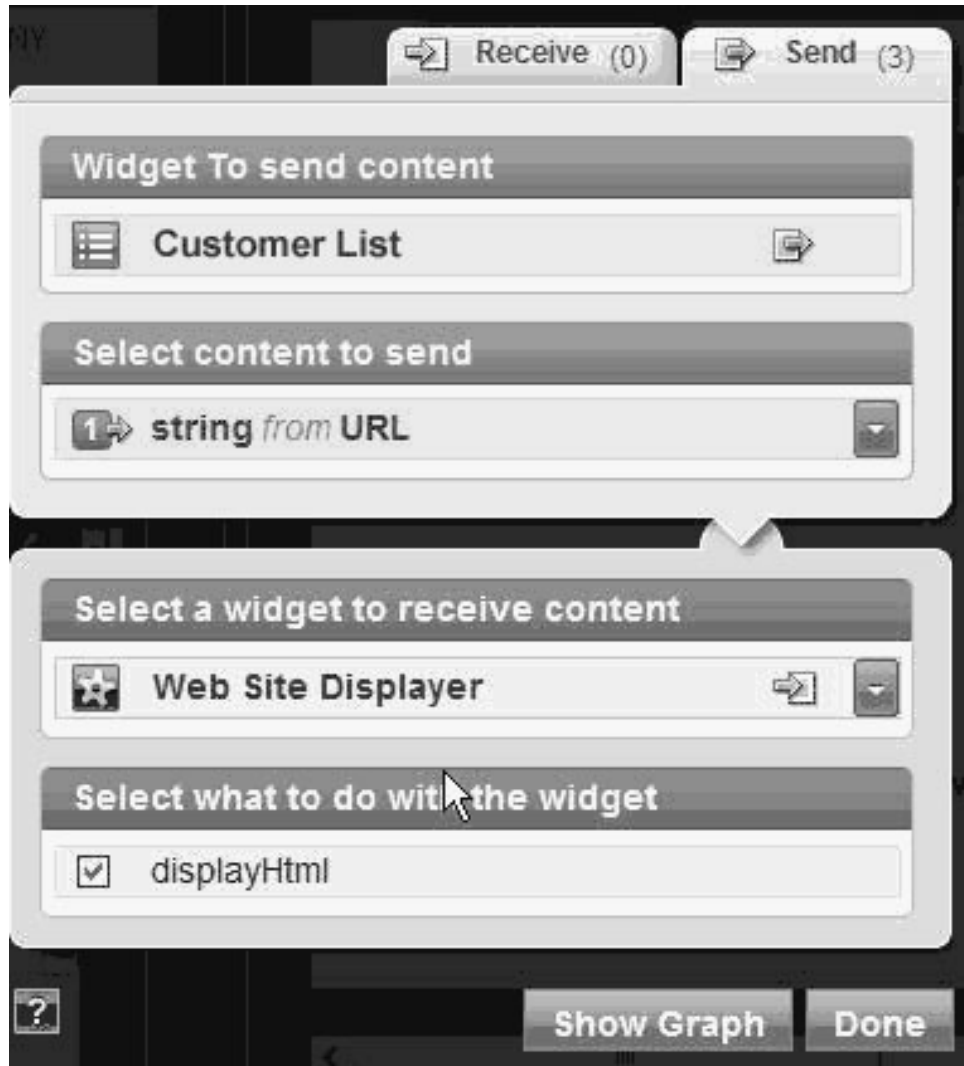 NY
Receive (0)
Send (3)
Widget To send content
Customer List
Select content to send
1 string from URL
Select a widget to receive content
Web Site Displayer
Select what to do with the widget
displayHtml
?
Show Graph
Done